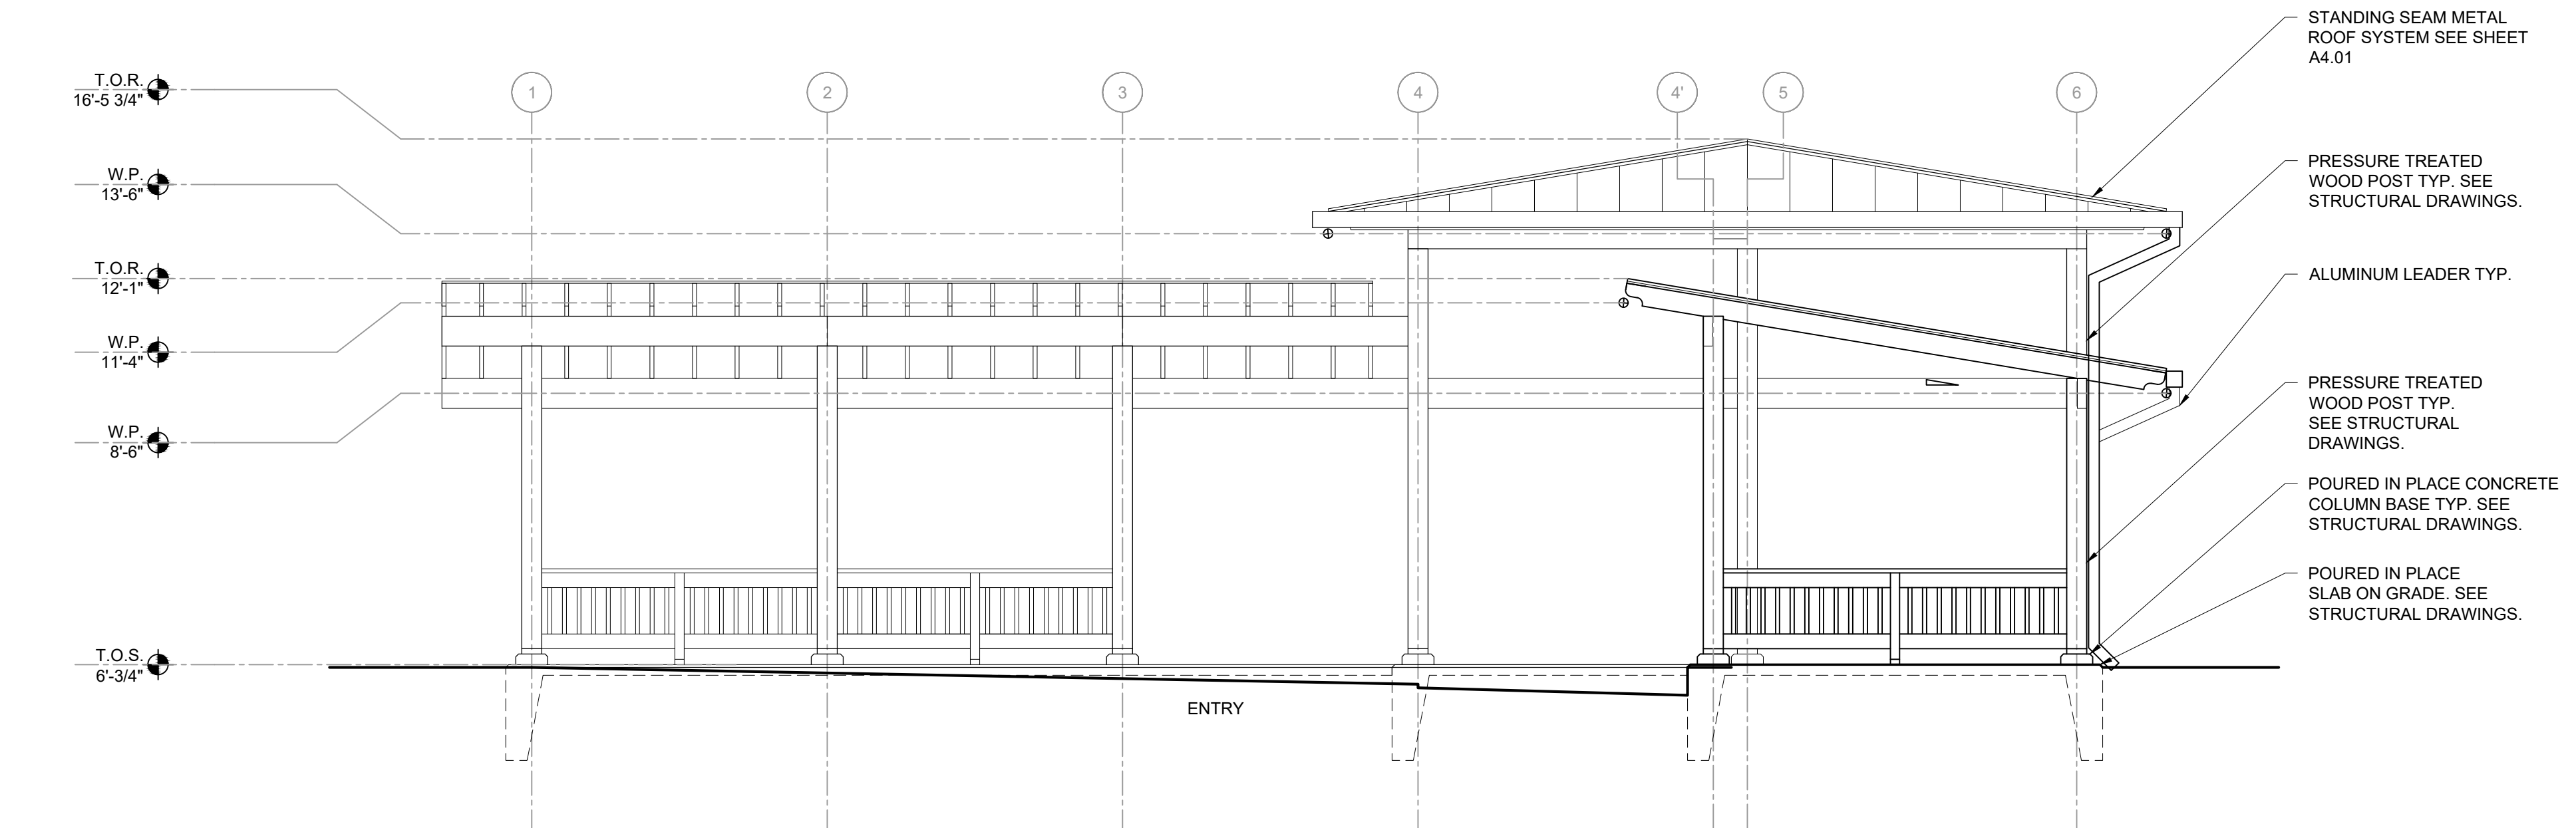 STANDING SEAM METAL
ROOF SYSTEM SEE SHEET
A4.01
T.O.R.
16'-5 3/4"
1
2
3
4
4'
5
6
W.P.
13'-6"
PRESSURE TREATED
WOOD POST TYP. SEE
STRUCTURAL DRAWINGS.
T.O.R.
12'-1"
ALUMINUM LEADER TYP.
W.P.
11'-4"
PRESSURE TREATED
WOOD POST TYP.
SEE STRUCTURAL
DRAWINGS.
W.P.
8'-6"
POURED IN PLACE CONCRETE
COLUMN BASE TYP. SEE
STRUCTURAL DRAWINGS.
POURED IN PLACE
SLAB ON GRADE. SEE
STRUCTURAL DRAWINGS.
T.O.S.
6'-3/4"
ENTRY